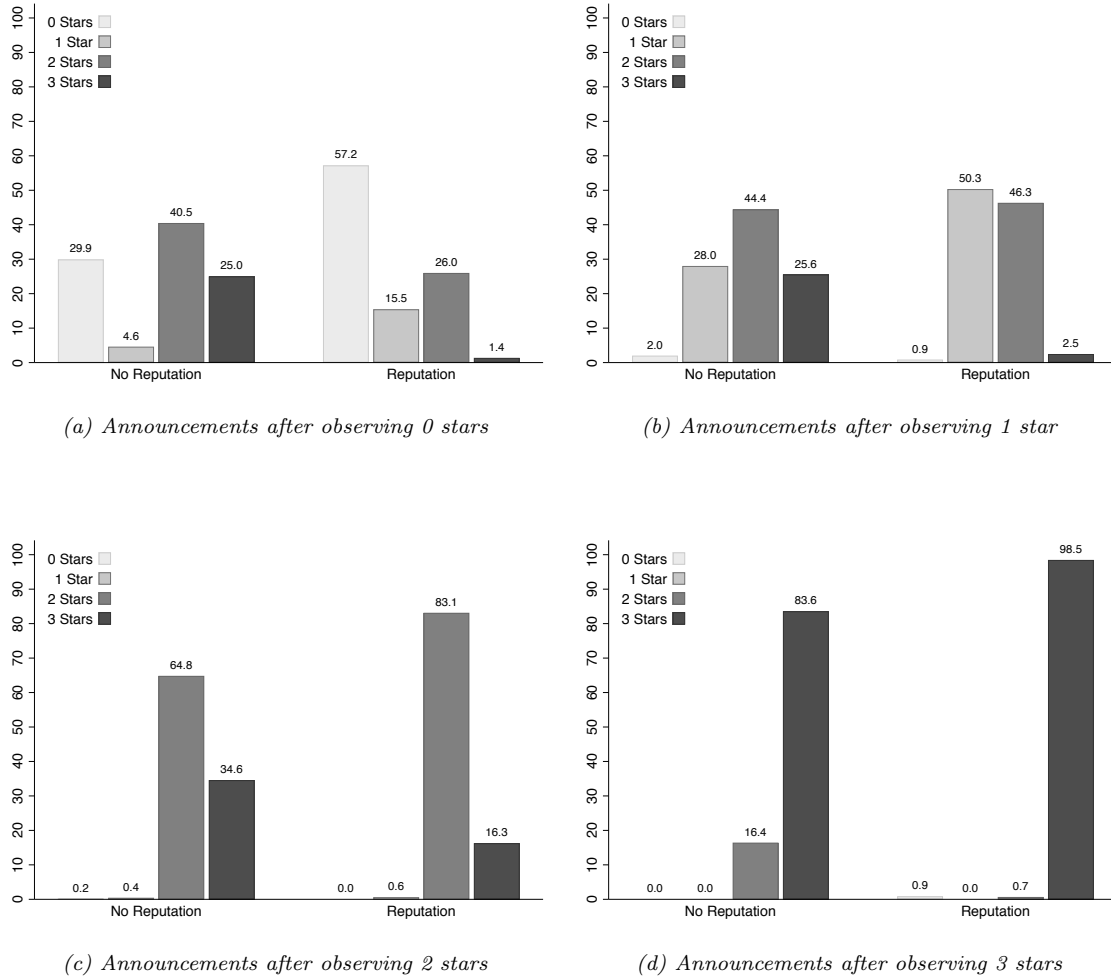 0 10 20 30 40 50 60 70 80 90 100
0 Stars
1 Star
2 Stars
3 Stars
29.9 4.6 40.5 25.0 57.2 15.5 26.0 1.4
No Reputation Reputation
(a) Announcements after observing 0 stars
0 10 20 30 40 50 60 70 80 90 100
0 Stars
1 Star
2 Stars
3 Stars
2.0 28.0 44.4 25.6 0.9 50.3 46.3 2.5
No Reputation Reputation
(b) Announcements after observing 1 star
0 10 20 30 40 50 60 70 80 90 100
0 Stars
1 Star
2 Stars
3 Stars
0.2 0.4 64.8 34.6 0.0 0.6 83.1 16.3
No Reputation Reputation
(c) Announcements after observing 2 stars
0 10 20 30 40 50 60 70 80 90 100
0 Stars
1 Star
2 Stars
3 Stars
0.0 0.0 16.4 83.6 0.9 0.0 0.7 98.5
No Reputation Reputation
(d) Announcements after observing 3 stars